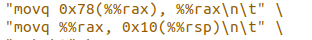 "movq 0x78(%%rax), %%rax\n\t" \
"movq %%rax, 0x10(%%rsp)\n\t" \